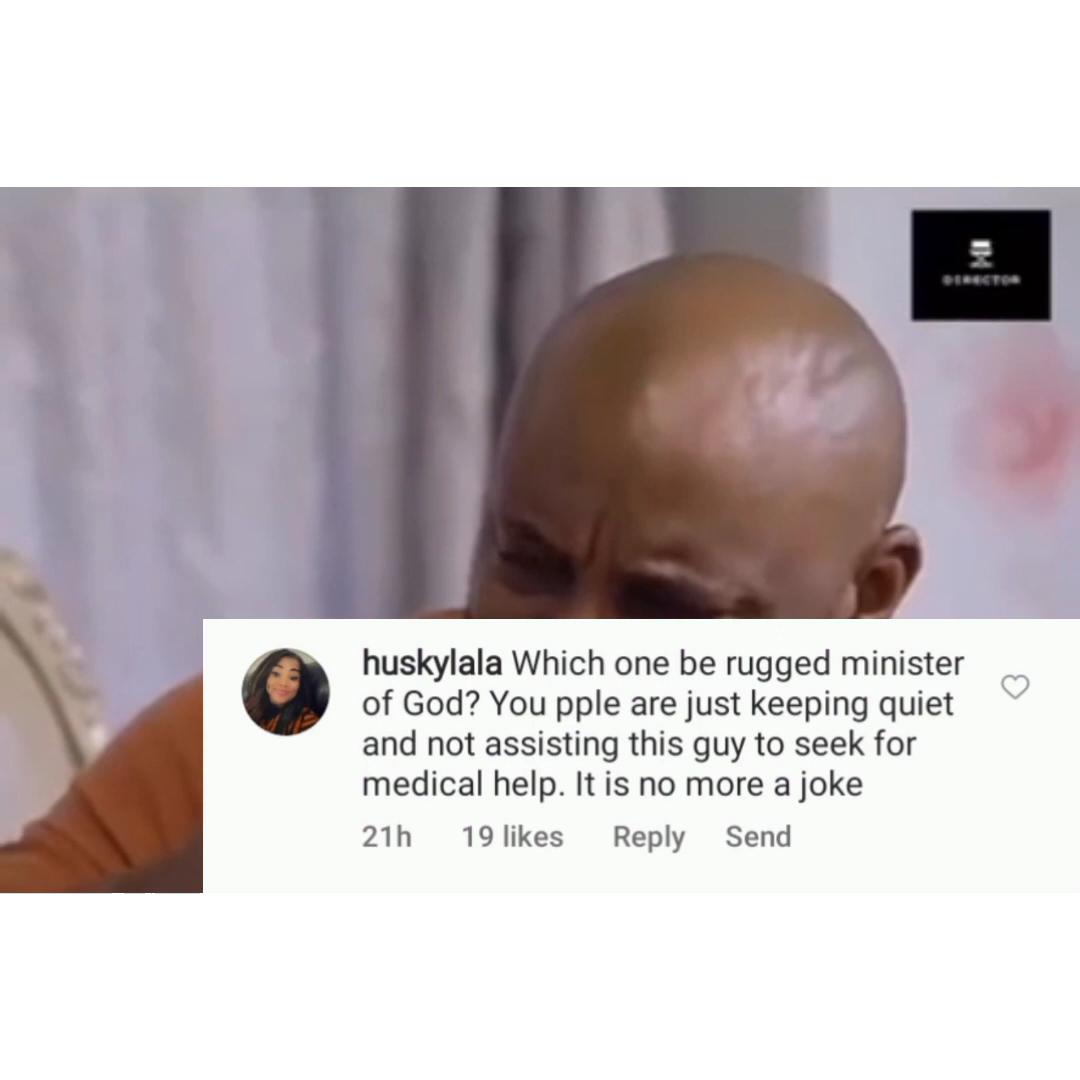 DIRECTOR
huskylala Which one be rugged minister
of God? You pple are just keeping quiet
and not assisting this guy to seek for
medical help. It is no more a joke
21h 19 likes Reply Send